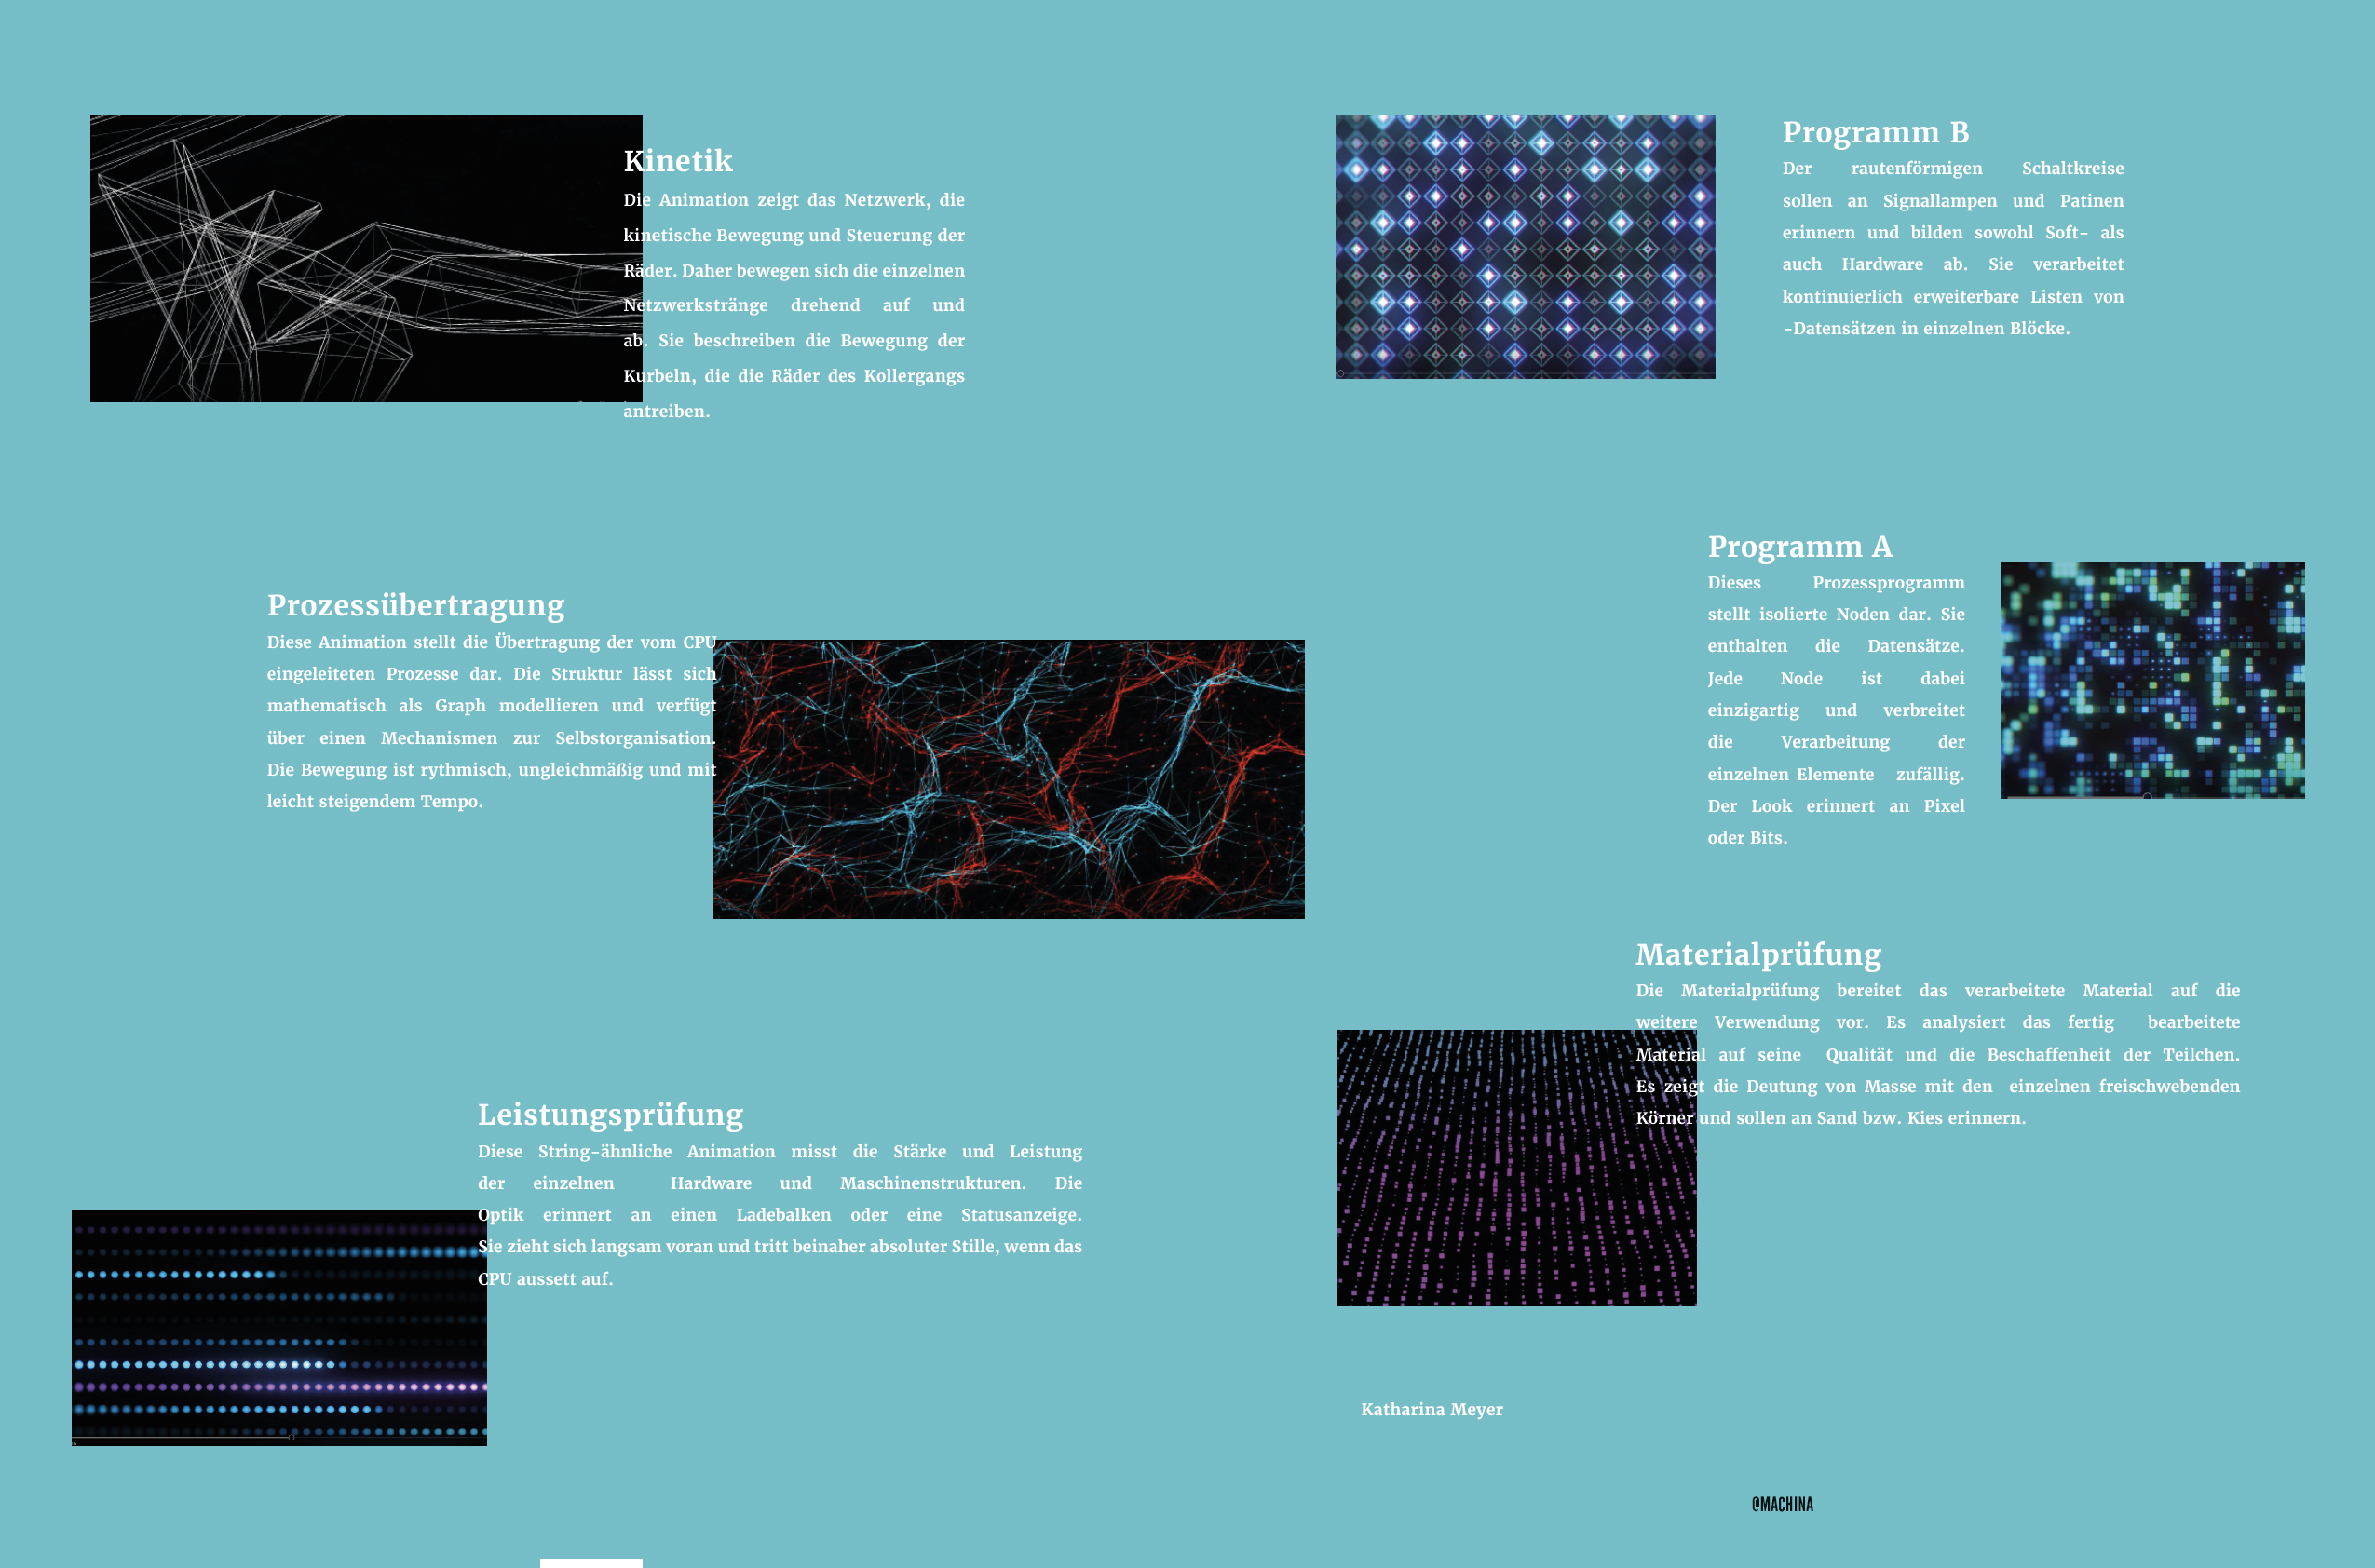 Kinetik
Die Animation zeigt das Netzwerk, die
kinetische Bewegung und Steuerung der
Räder. Daher bewegen sich die einzelnen
Netzwerkstränge drehend auf und
ab. Sie beschreiben die Bewegung der
Kurbeln, die die Räder des Kollergangs
antreiben.
Prozessübertragung
Diese Animation stellt die Übertragung der vom CPU
eingeleiteten Prozesse dar. Die Struktur lässt sich
mathematisch als Graph modellieren und verfügt
über einen Mechanismen zur Selbstorganisation.
Die Bewegung ist rythmisch, ungleichmäßig und mit
leicht steigendem Tempo.
Leistungsprüfung
Diese String-ähnliche Animation misst die Stärke und Leistung
der einzelnen Hardware und Maschinenstrukturen. Die
Optik erinnert an einen Ladebalken oder eine Statusanzeige.
Sie zieht sich langsam voran und tritt beinaher absoluter Stille, wenn das
CPU aussett auf.
Programm B
Der rautenförmigen Schaltkreise
sollen an Signallampen und Patinen
erinnern und bilden sowohl Soft- als
auch Hardware ab. Sie verarbeitet
kontinuierlich erweiterbare Listen von
-Datensätzen in einzelnen Blöcke.
Programm A
Dieses Prozessprogramm
stellt isolierte Noden dar. Sie
enthalten die Datensätze.
Jede Node ist dabei
einzigartig und verbreitet
die Verarbeitung der
einzelnen Elemente zufällig.
Der Look erinnert an Pixel
oder Bits.
Materialprüfung
Die Materialprüfung bereitet das verarbeitete Material auf die
weitere Verwendung vor. Es analysiert das fertig bearbeitete
Material auf seine Qualität und die Beschaffenheit der Teilchen.
Es zeigt die Deutung von Masse mit den einzelnen freischwebenden
Körner und sollen an Sand bzw. Kies erinnern.
Katharina Meyer
@MACHINA